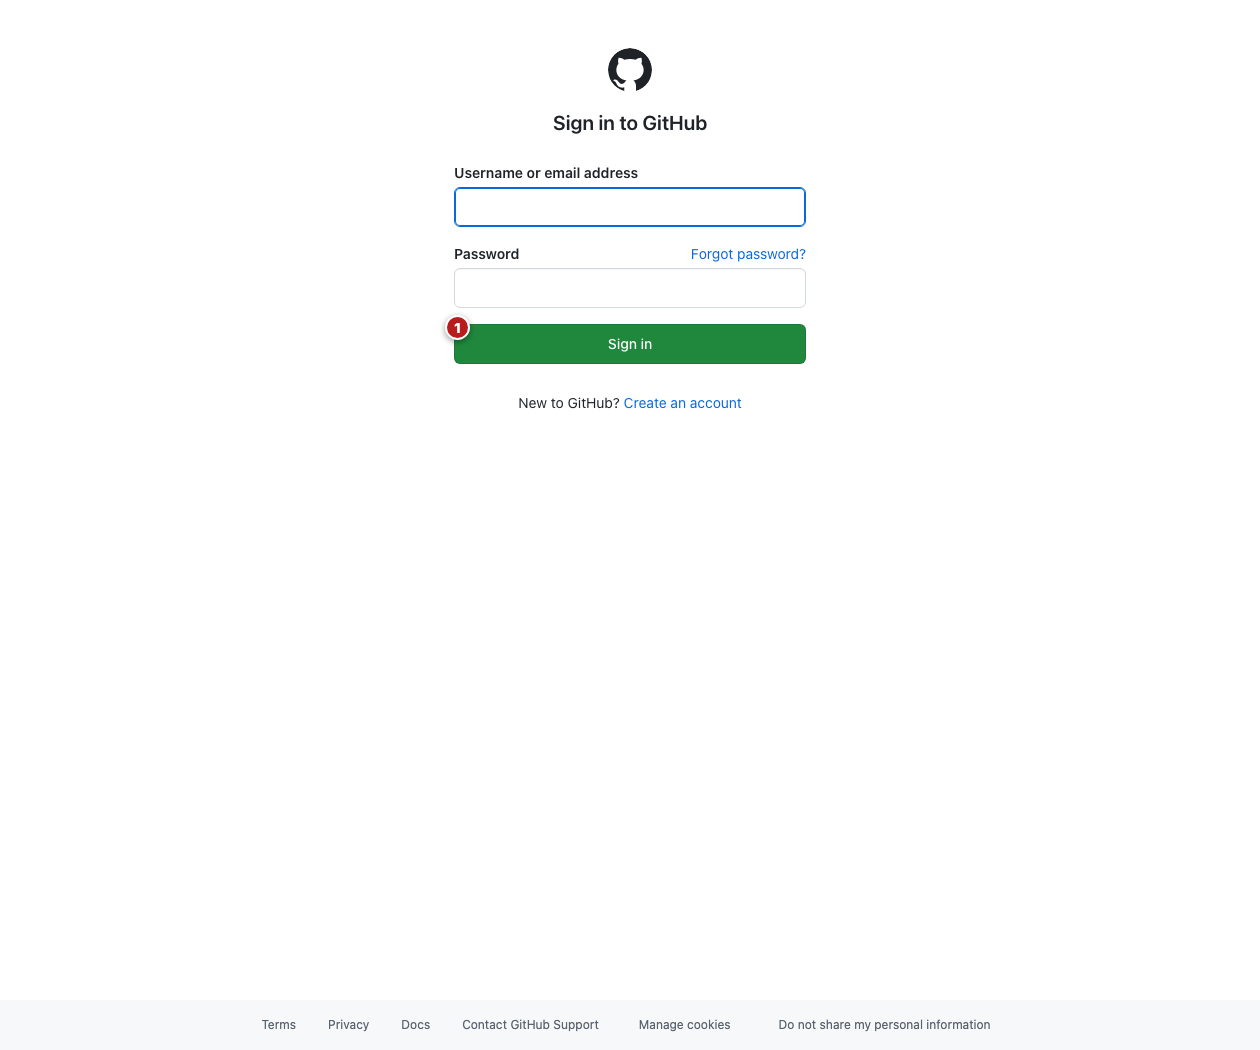 Sign in to GitHub
Username or email address
Password Forgot password?
1
Sign in
New to GitHub? Create an account
Terms Privacy Docs Contact GitHub Support Manage cookies Do not share my personal information